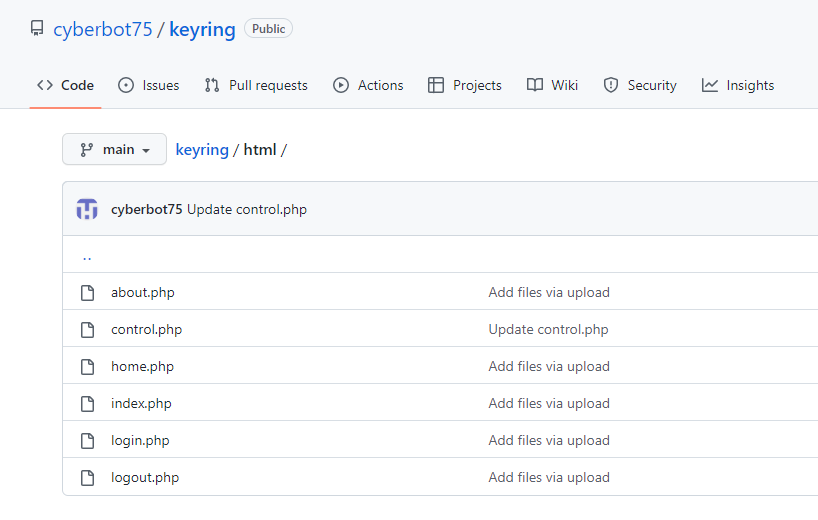 cyberbot75 / keyring Public
Code Issues Pull requests Actions Projects Wiki Security Insights
main keyring / html /
cyberbot75 Update control.php
..
about.php Add files via upload
control.php Update control.php
home.php Add files via upload
index.php Add files via upload
login.php Add files via upload
logout.php Add files via upload